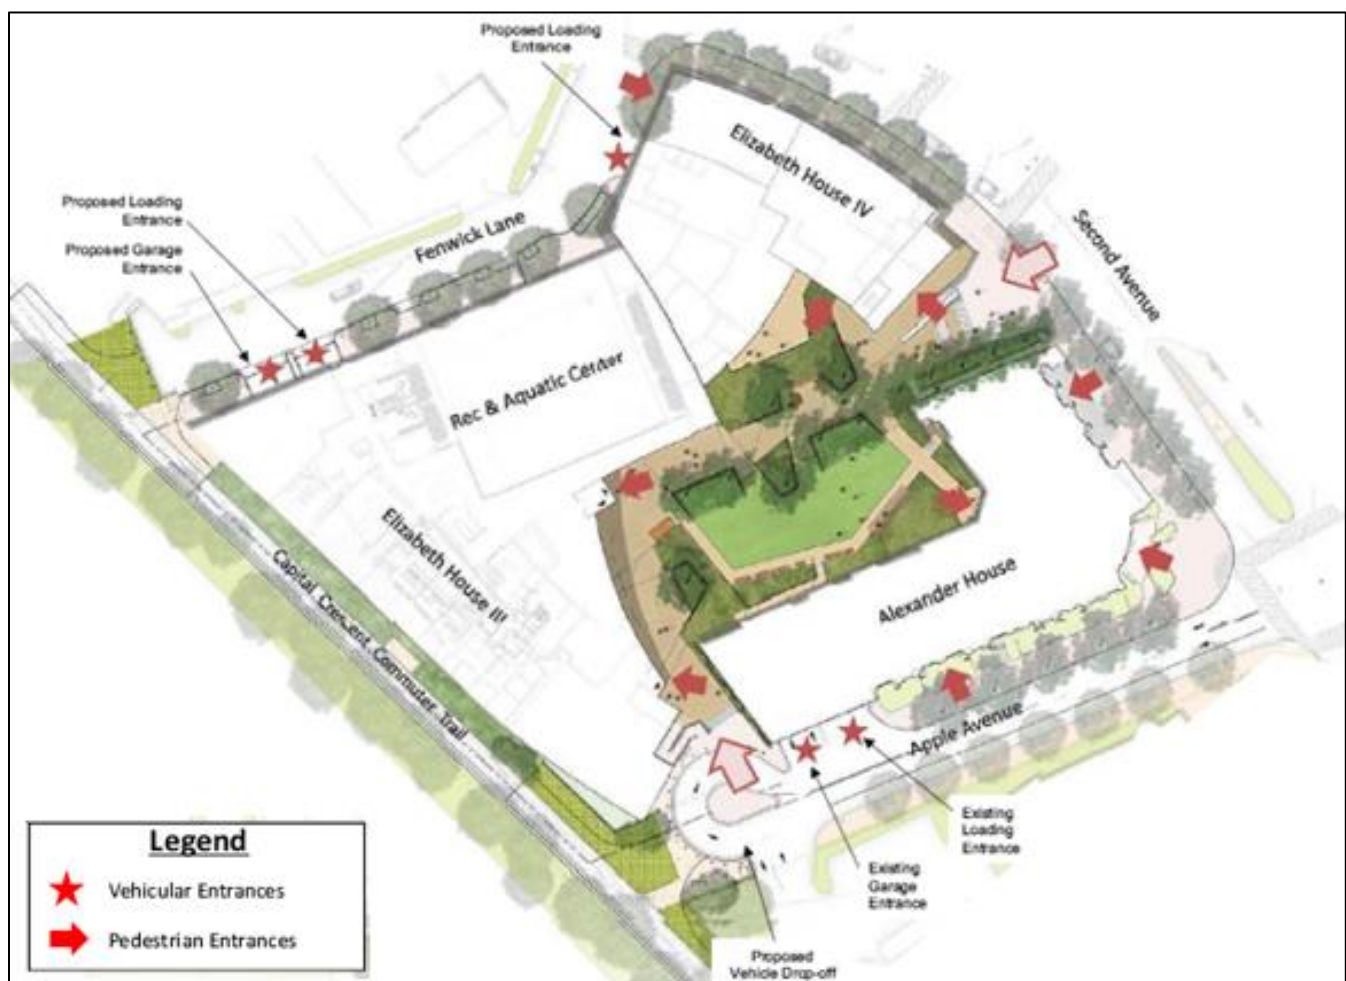 Proposed Loading
Entrance
Elizabeth House IV
Proposed Loading
Entrance
Proposed Garage
Entrance
Fenwick Lane
Second Avenue
Rec & Aquatic Center
Elizabeth House III
Capital Crescent Commuter Trail
Alexander House
Apple Avenue
Existing
Loading
Entrance
Existing
Garage
Entrance
Proposed
Vehicle Drop-off
Legend
Vehicular Entrances
Pedestrian Entrances